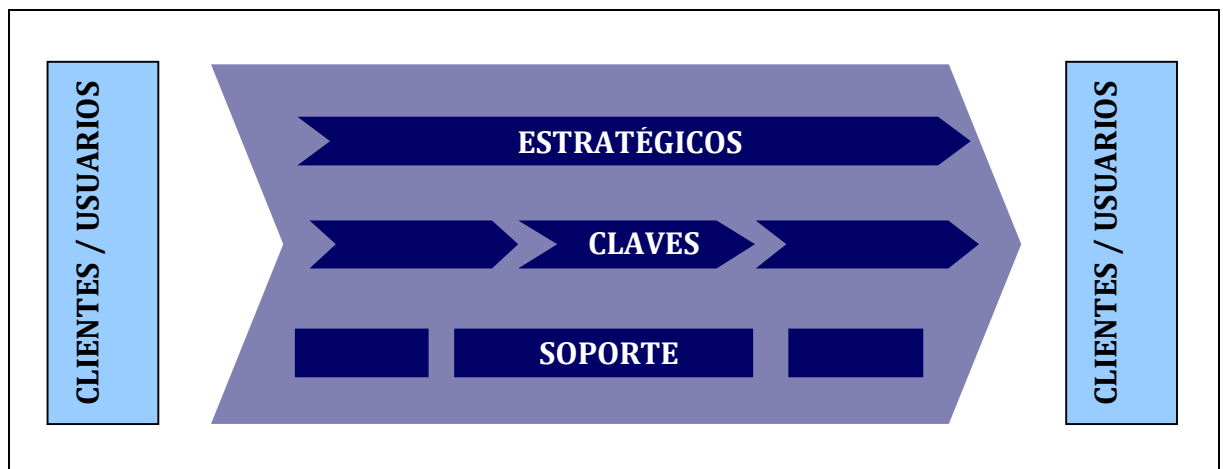 CLIENTES / USUARIOS
ESTRATÉGICOS
CLAVES
SOPORTE
CLIENTES / USUARIOS